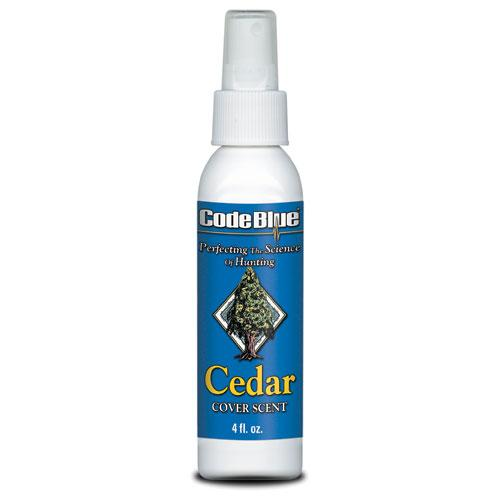 CodeBlue
Perfecting The Science
Of Hunting
Cedar
COVER SCENT
4 fl. oz.